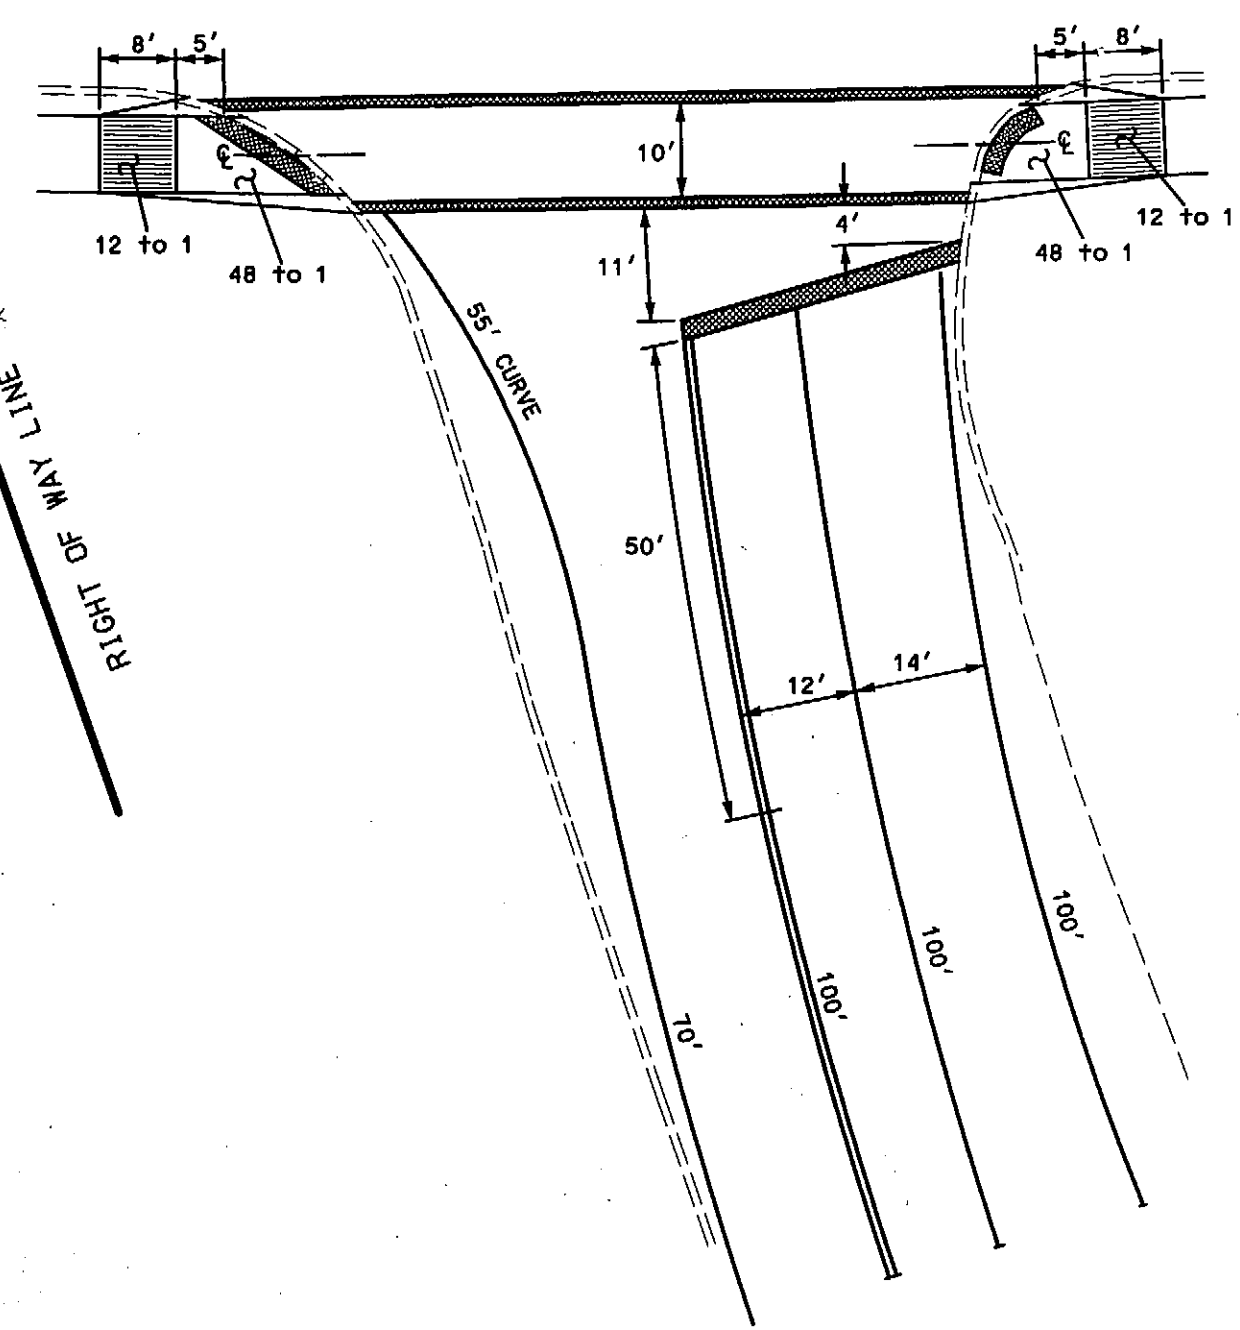 8' 5' 5' 8'
10'
℄ ℄
12 to 1
48 to 1
4'
48 to 1
12 to 1
11'
55' CURVE
RIGHT OF WAY LINE
50'
12' 14'
100'
100'
100'
70'